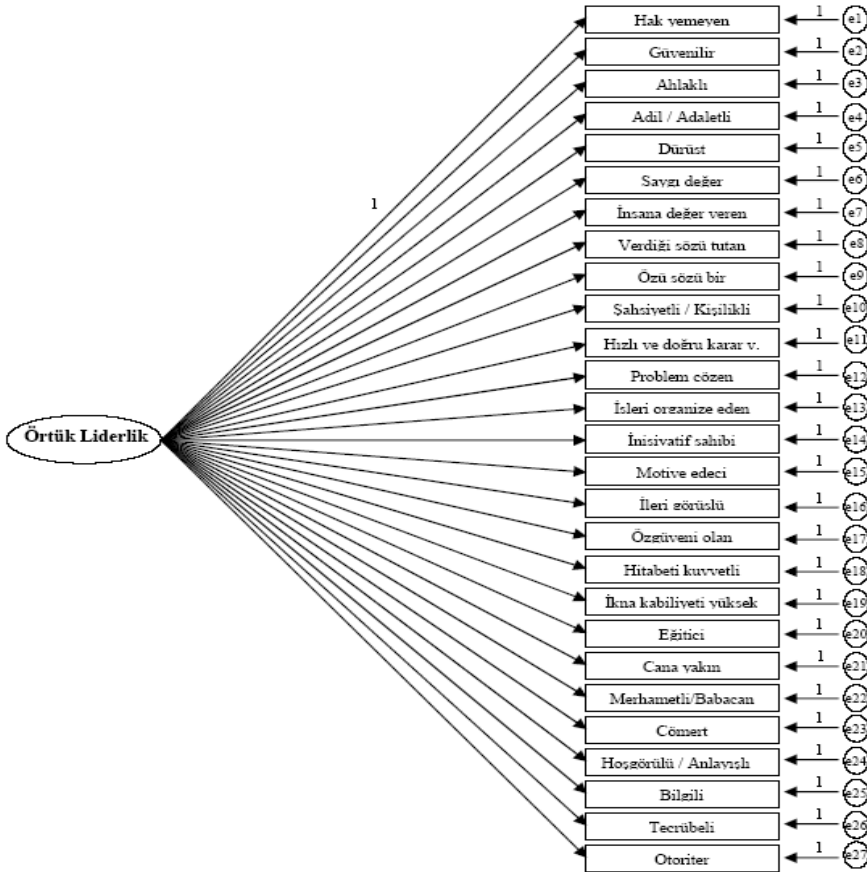 Hak yemeyen 1 e1
Güvenilir 1 e2
Ahlaklı 1 e3
Adil / Adaletli 1 e4
Dürüst 1 e5
Saygı değer 1 e6
1
İnsana değer veren 1 e7
Verdiği sözü tutan 1 e8
Özü sözü bir 1 e9
Şahsiyetli / Kişilikli 1 e10
Hızlı ve doğru karar v. 1 e11
Problem çözen 1 e12
İşleri organize eden 1 e13
Örtük Liderlik
İnisiyatif sahibi 1 e14
Motive edeci 1 e15
İleri görüşlü 1 e16
Özgüveni olan 1 e17
Hitabeti kuvvetli 1 e18
İkna kabiliyeti yüksek 1 e19
Eğitici 1 e20
Cana yakın 1 e21
Merhametli/Babacan 1 e22
Cömert 1 e23
Hoşgörülü / Anlayışlı 1 e24
Bilgili 1 e25
Tecrübeli 1 e26
Otoriter 1 e27